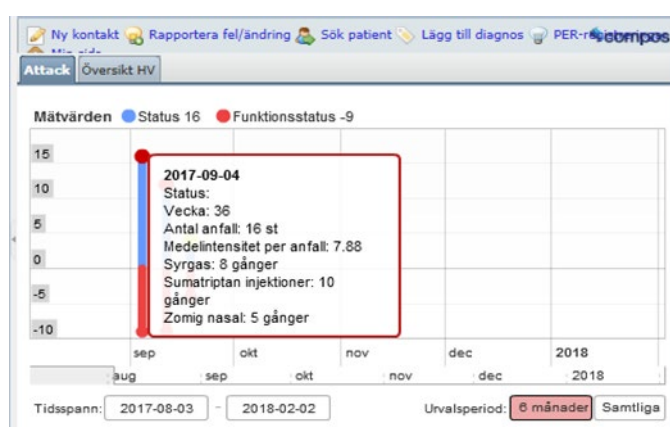 Ny kontakt Rapportera fel/ändring Sök patient Lägg till diagnos
Min sida
Attack Översikt HV
Mätvärden Status 16 Funktionsstatus -9
15
10
5
0
-5
-10
2017-09-04
Status:
Vecka: 36
Antal anfall: 16 st
Medelintensitet per anfall: 7.88
Syrgas: 8 gånger
Sumatriptan injektioner: 10
gånger
Zomig nasal: 5 gånger
sep okt nov dec 2018
aug sep okt nov dec 2018
Tidsspann: 2017-08-03 - 2018-02-02 Urvalsperiod: 6 månader Samtliga